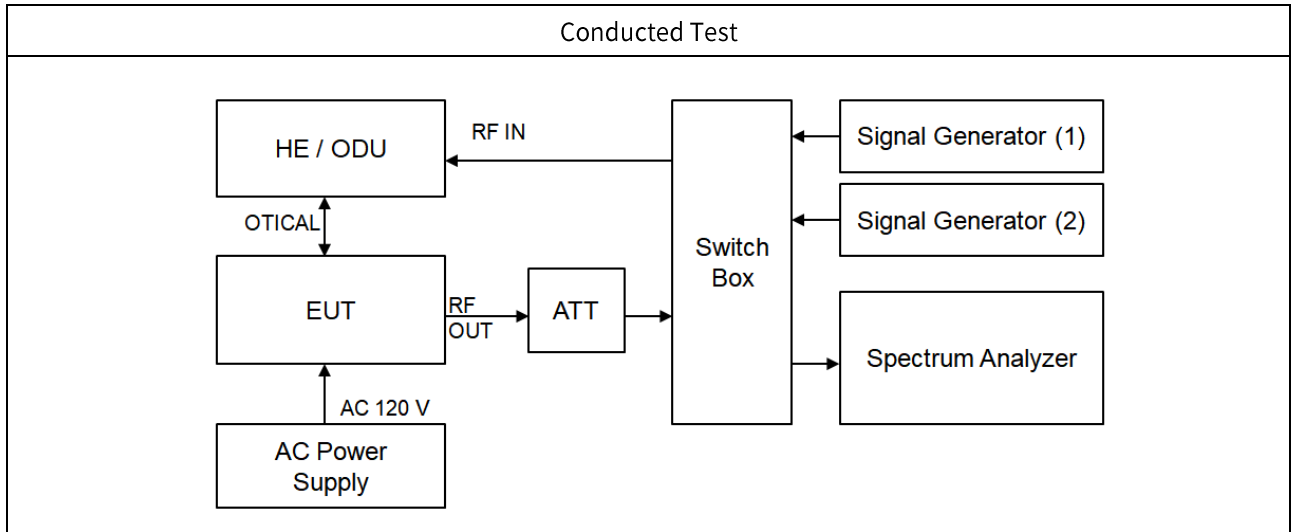 Conducted Test
HE / ODU
RF IN
Signal Generator (1)
Signal Generator (2)
OTICAL
Switch
Box
EUT
RF
OUT
ATT
Spectrum Analyzer
AC 120 V
AC Power
Supply